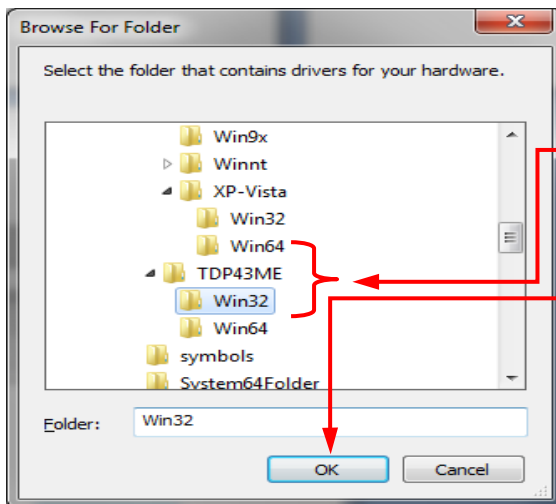 Browse For Folder
Select the folder that contains drivers for your hardware.
Win9x
Winnt
XP-Vista
Win32
Win64
TDP43ME
Win32
Win64
symbols
System64Folder
Folder: Win32
OK Cancel